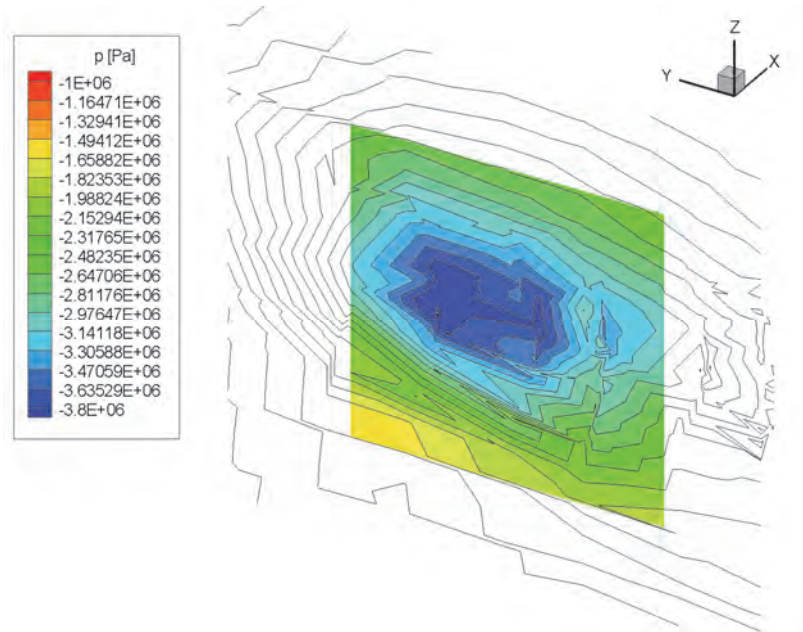 p [Pa]
-1E+06
-1.16471E+06
-1.32941E+06
-1.49412E+06
-1.65882E+06
-1.82353E+06
-1.98824E+06
-2.15294E+06
-2.31765E+06
-2.48235E+06
-2.64706E+06
-2.81176E+06
-2.97647E+06
-3.14118E+06
-3.30588E+06
-3.47059E+06
-3.63529E+06
-3.8E+06
Z
X
Y